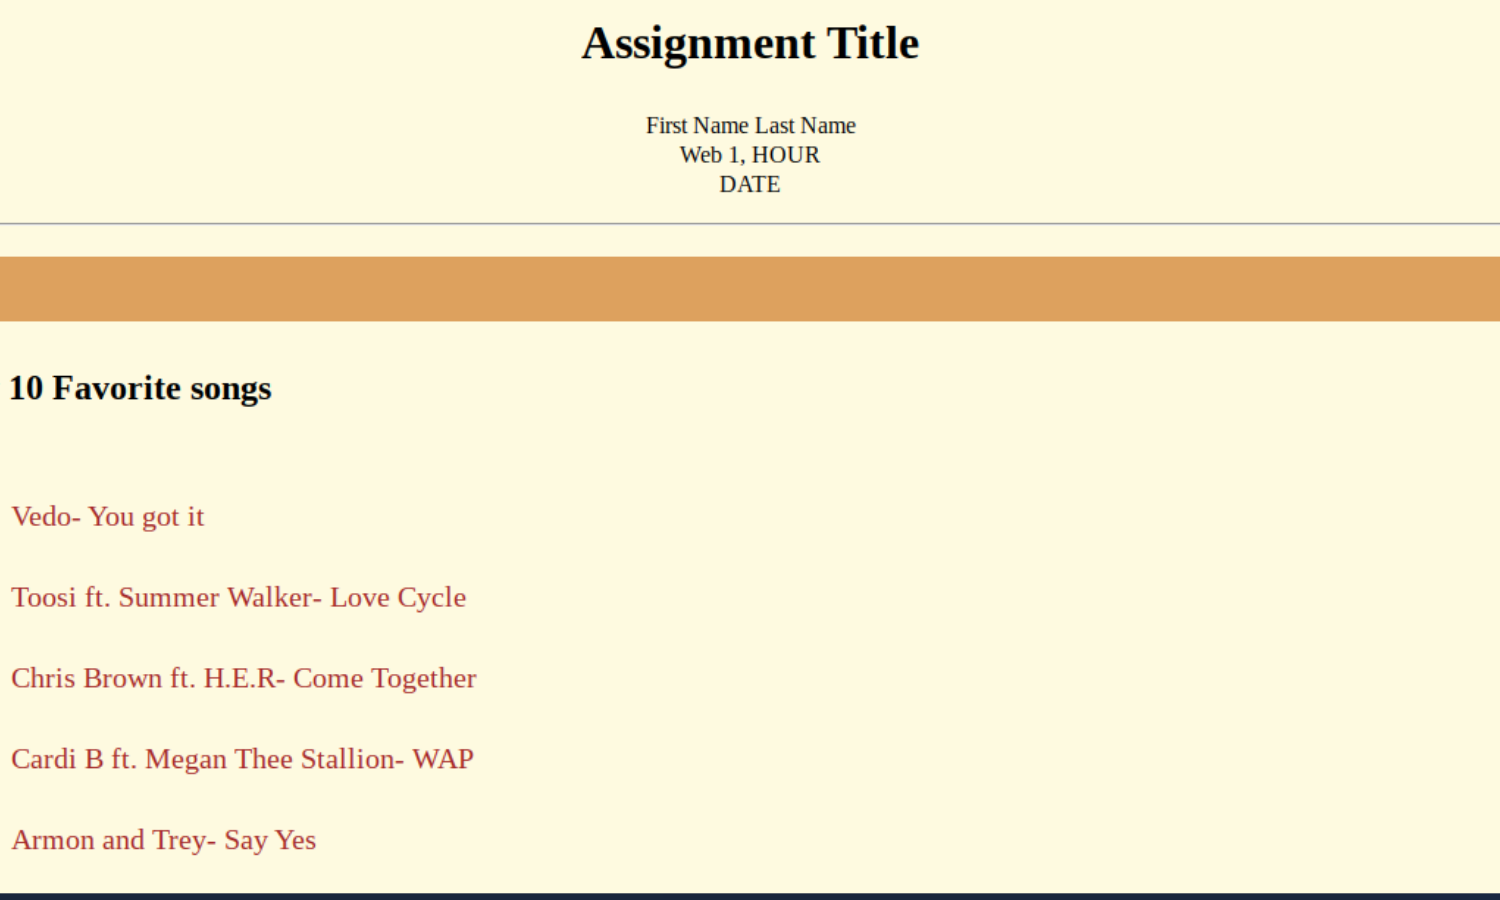 Assignment Title
First Name Last Name
Web 1, HOUR
DATE
10 Favorite songs
Vedo- You got it
Toosi ft. Summer Walker- Love Cycle
Chris Brown ft. H.E.R- Come Together
Cardi B ft. Megan Thee Stallion- WAP
Armon and Trey- Say Yes